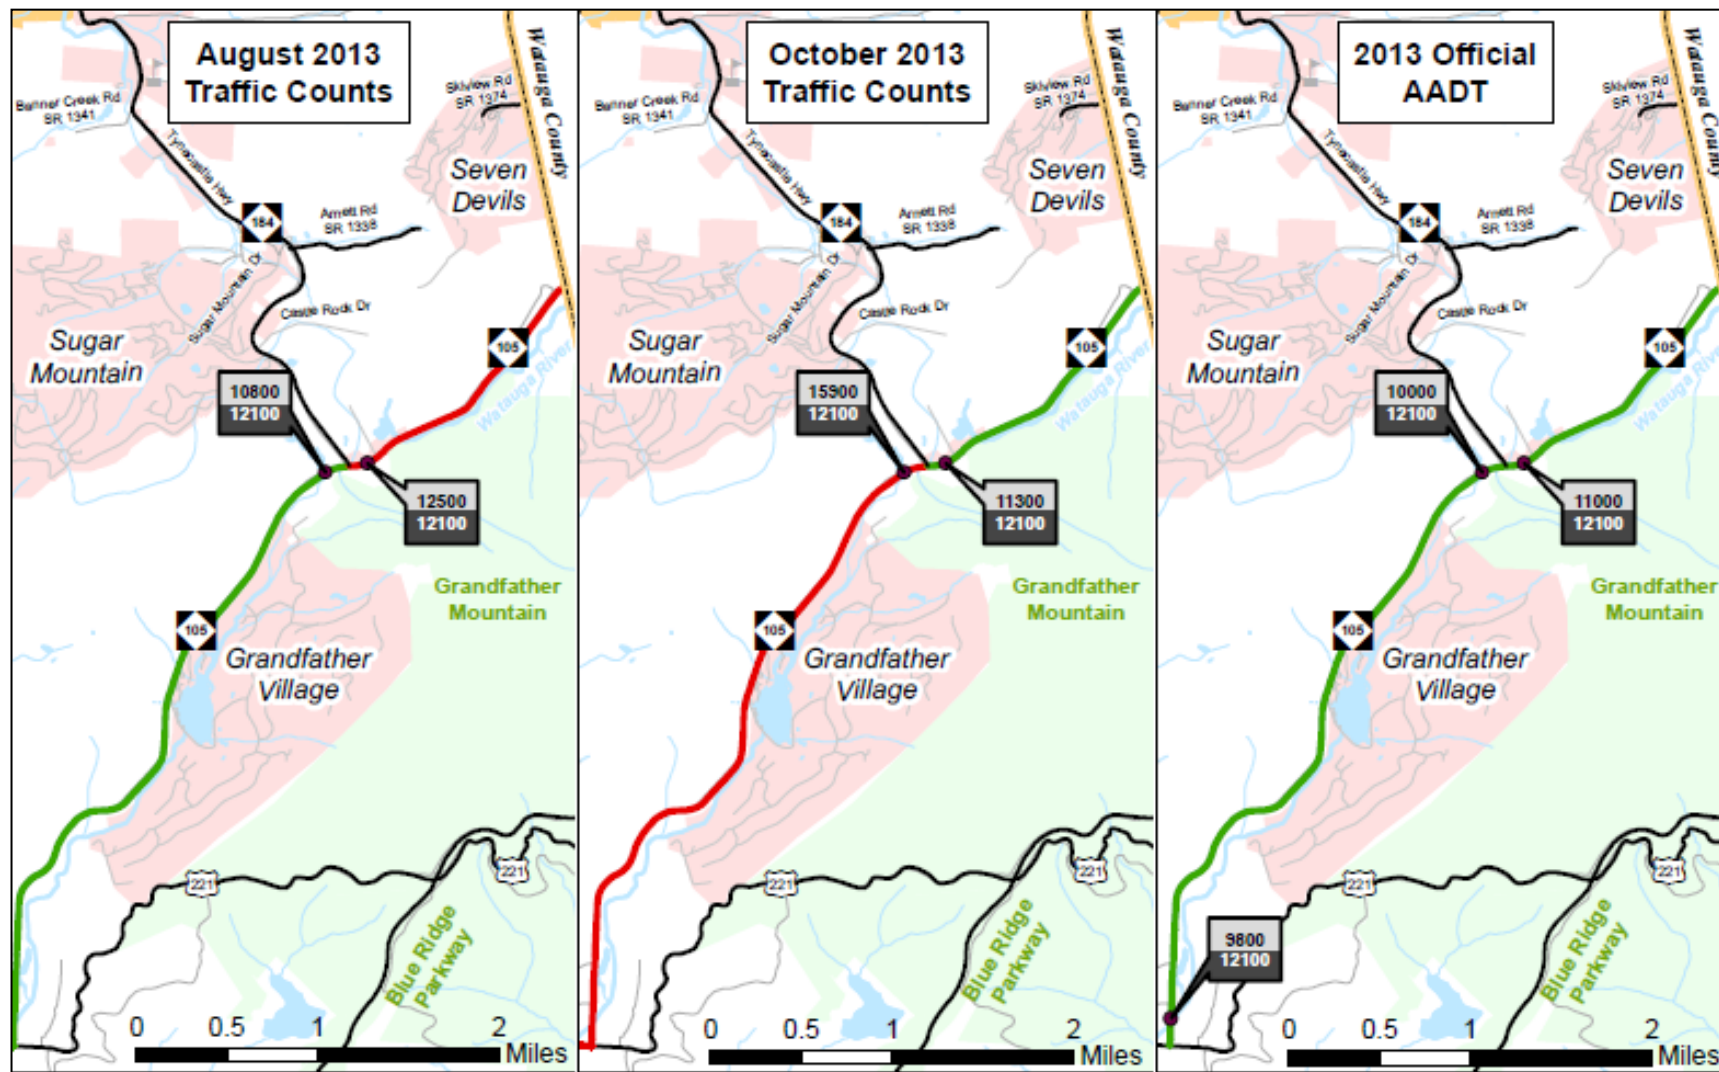 August 2013
Traffic Counts
Watauga County
Skiview Rd
SR 1374
Banner Creek Rd
SR 1341
Tynecastle Hwy
Seven
Devils
184
Arnett Rd
SR 1338
Sugar Mountain Dr
Castle Rock Dr
Sugar
Mountain
105
Watauga River
10800
12100
12500
12100
Grandfather
Mountain
105
Grandfather
Village
221
221
Blue Ridge
Parkway
0 0.5 1 2
Miles
October 2013
Traffic Counts
Watauga County
Skiview Rd
SR 1374
Banner Creek Rd
SR 1341
Tynecastle Hwy
Seven
Devils
184
Arnett Rd
SR 1338
Sugar Mountain Dr
Castle Rock Dr
Sugar
Mountain
105
Watauga River
15900
12100
11300
12100
Grandfather
Mountain
105
Grandfather
Village
221
221
Blue Ridge
Parkway
0 0.5 1 2
Miles
2013 Official
AADT
Watauga County
Skiview Rd
SR 1374
Banner Creek Rd
SR 1341
Tynecastle Hwy
Seven
Devils
184
Arnett Rd
SR 1338
Sugar Mountain Dr
Castle Rock Dr
Sugar
Mountain
105
Watauga River
10000
12100
11000
12100
Grandfather
Mountain
105
Grandfather
Village
221
221
9800
12100
Blue Ridge
Parkway
0 0.5 1 2
Miles